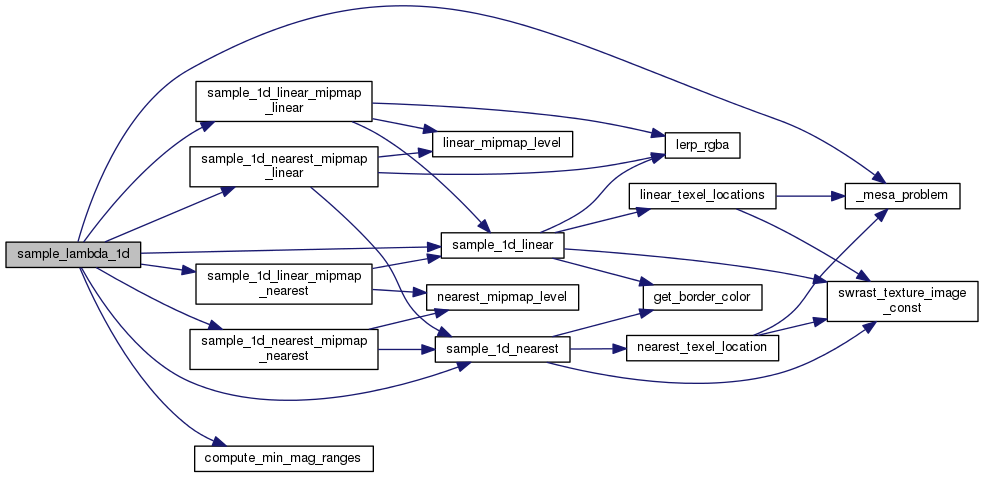 sample_lambda_1d
sample_1d_linear_mipmap
_linear
sample_1d_nearest_mipmap
_linear
sample_1d_linear_mipmap
_nearest
sample_1d_nearest_mipmap
_nearest
compute_min_mag_ranges
linear_mipmap_level
sample_1d_linear
nearest_mipmap_level
sample_1d_nearest
lerp_rgba
linear_texel_locations
get_border_color
nearest_texel_location
_mesa_problem
swrast_texture_image
_const